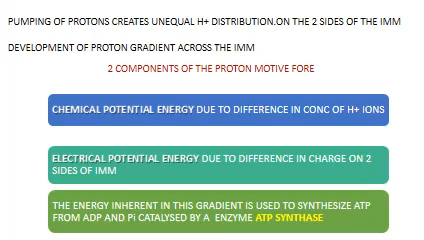 PUMPING OF PROTONS CREATES UNEQUAL H+ DISTRIBUTION.ON THE 2 SIDES OF THE IMM
DEVELOPMENT OF PROTON GRADIENT ACROSS THE IMM
2 COMPONENTS OF THE PROTON MOTIVE FORE
CHEMICAL POTENTIAL ENERGY DUE TO DIFFERENCE IN CONC OF H+ IONS
ELECTRICAL POTENTIAL ENERGY DUE TO DIFFERENCE IN CHARGE ON 2
SIDES OF IMM
THE ENERGY INHERENT IN THIS GRADIENT IS USED TO SYNTHESIZE ATP
FROM ADP AND Pi CATALYSED BY A ENZYME ATP SYNTHASE